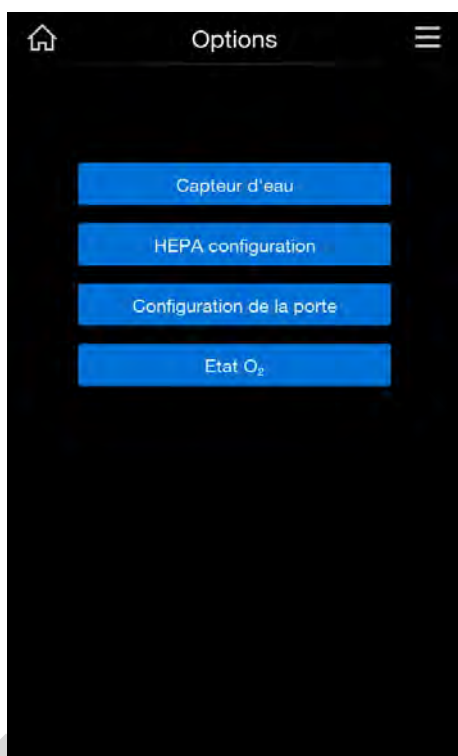 Options
Capteur d'eau
HEPA configuration
Configuration de la porte
Etat O₂